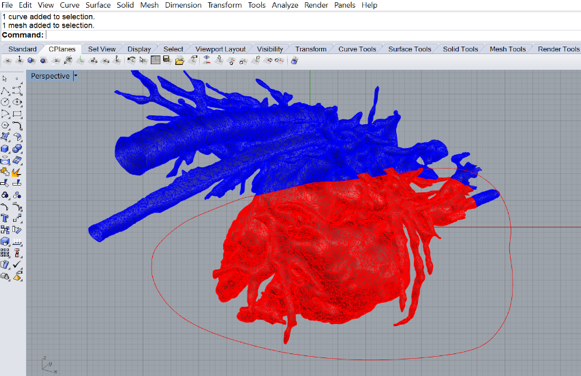 File Edit View Curve Surface Solid Mesh Dimension Transform Tools Analyze Render Panels Help
1 curve added to selection.
1 mesh added to selection.
Command:
Standard CPlanes Set View Display Select Viewport Layout Visibility Transform Curve Tools Surface Tools Solid Tools Mesh Tools Render Tools
Perspective